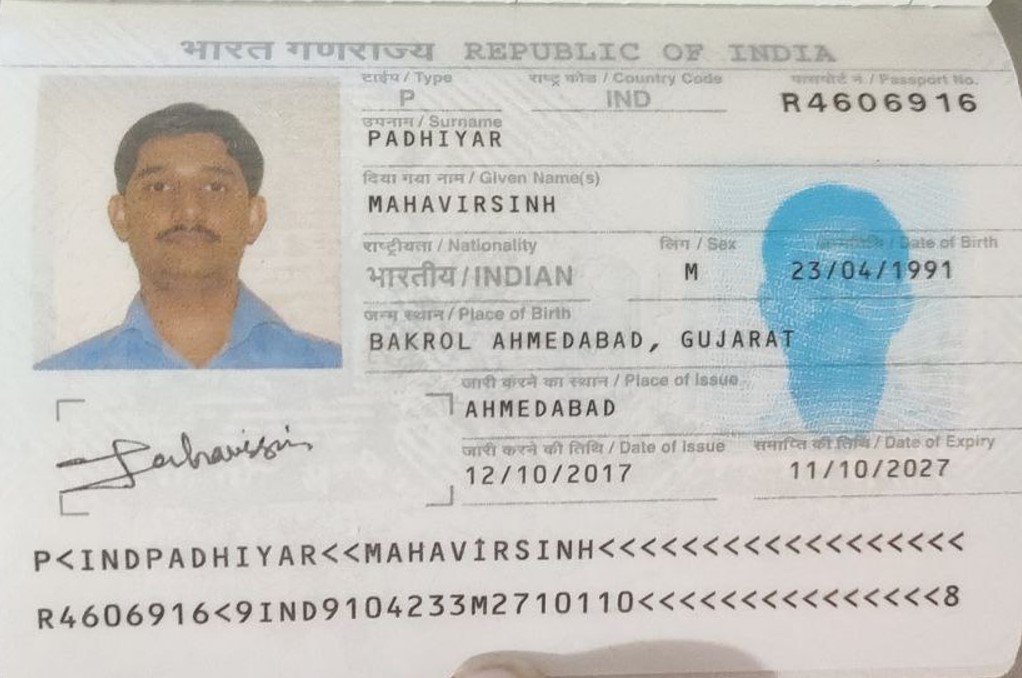 भारत गणराज्य REPUBLIC OF INDIA
टाईप / Type राष्ट्र कोड / Country Code पासपोर्ट न. / Passport No.
P IND R4606916
उपनाम / Surname
PADHIYAR
दिया गया नाम / Given Name(s)
MAHAVIRSINH
राष्ट्रीयता / Nationality लिंग / Sex जन्मतिथि / Date of Birth
भारतीय / INDIAN M 23/04/1991
जन्म स्थान / Place of Birth
BAKROL AHMEDABAD, GUJARAT
जारी करने का स्थान / Place of Issue
AHMEDABAD
जारी करने की तिथि / Date of Issue समाप्ति की तिथि / Date of Expiry
12/10/2017 11/10/2027
P<INDPADHIYAR<<MAHAVIRSINH<<<<<<<<<<<<<<<<<<
R4606916<9IND9104233M2710110<<<<<<<<<<<<<<<8